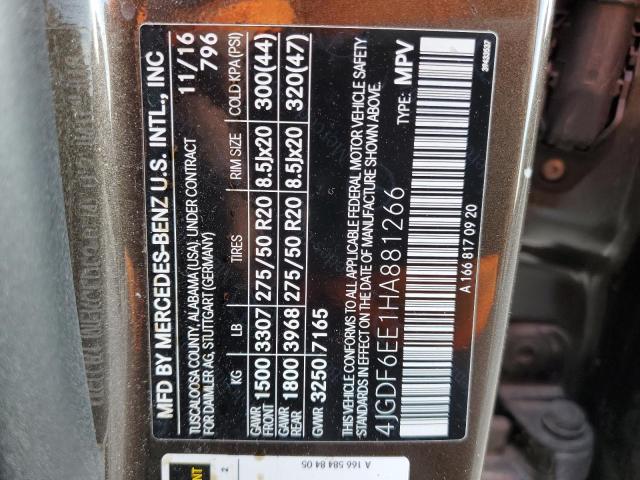 MFD BY MERCEDES-BENZ U.S. INTL., INC
TUSCALOOSA COUNTY, ALABAMA (USA), UNDER CONTRACT 11/16
FOR DAIMLER AG, STUTTGART (GERMANY) 796
KG LB TIRES RIM SIZE COLD KPA (PSI)
GAWR FRONT 1500 3307 275/50 R20 8.5Jx20 300(44)
GAWR REAR 1800 3968 275/50 R20 8.5Jx20 320(47)
GVWR 3250 7165
THIS VEHICLE CONFORMS TO ALL APPLICABLE FEDERAL MOTOR VEHICLE SAFETY
STANDARDS IN EFFECT ON THE DATE OF MANUFACTURE SHOWN ABOVE.
4JGDF6EE1HA881266 TYPE: MPV
A 166 817 09 20
A 166 584 84 05
2